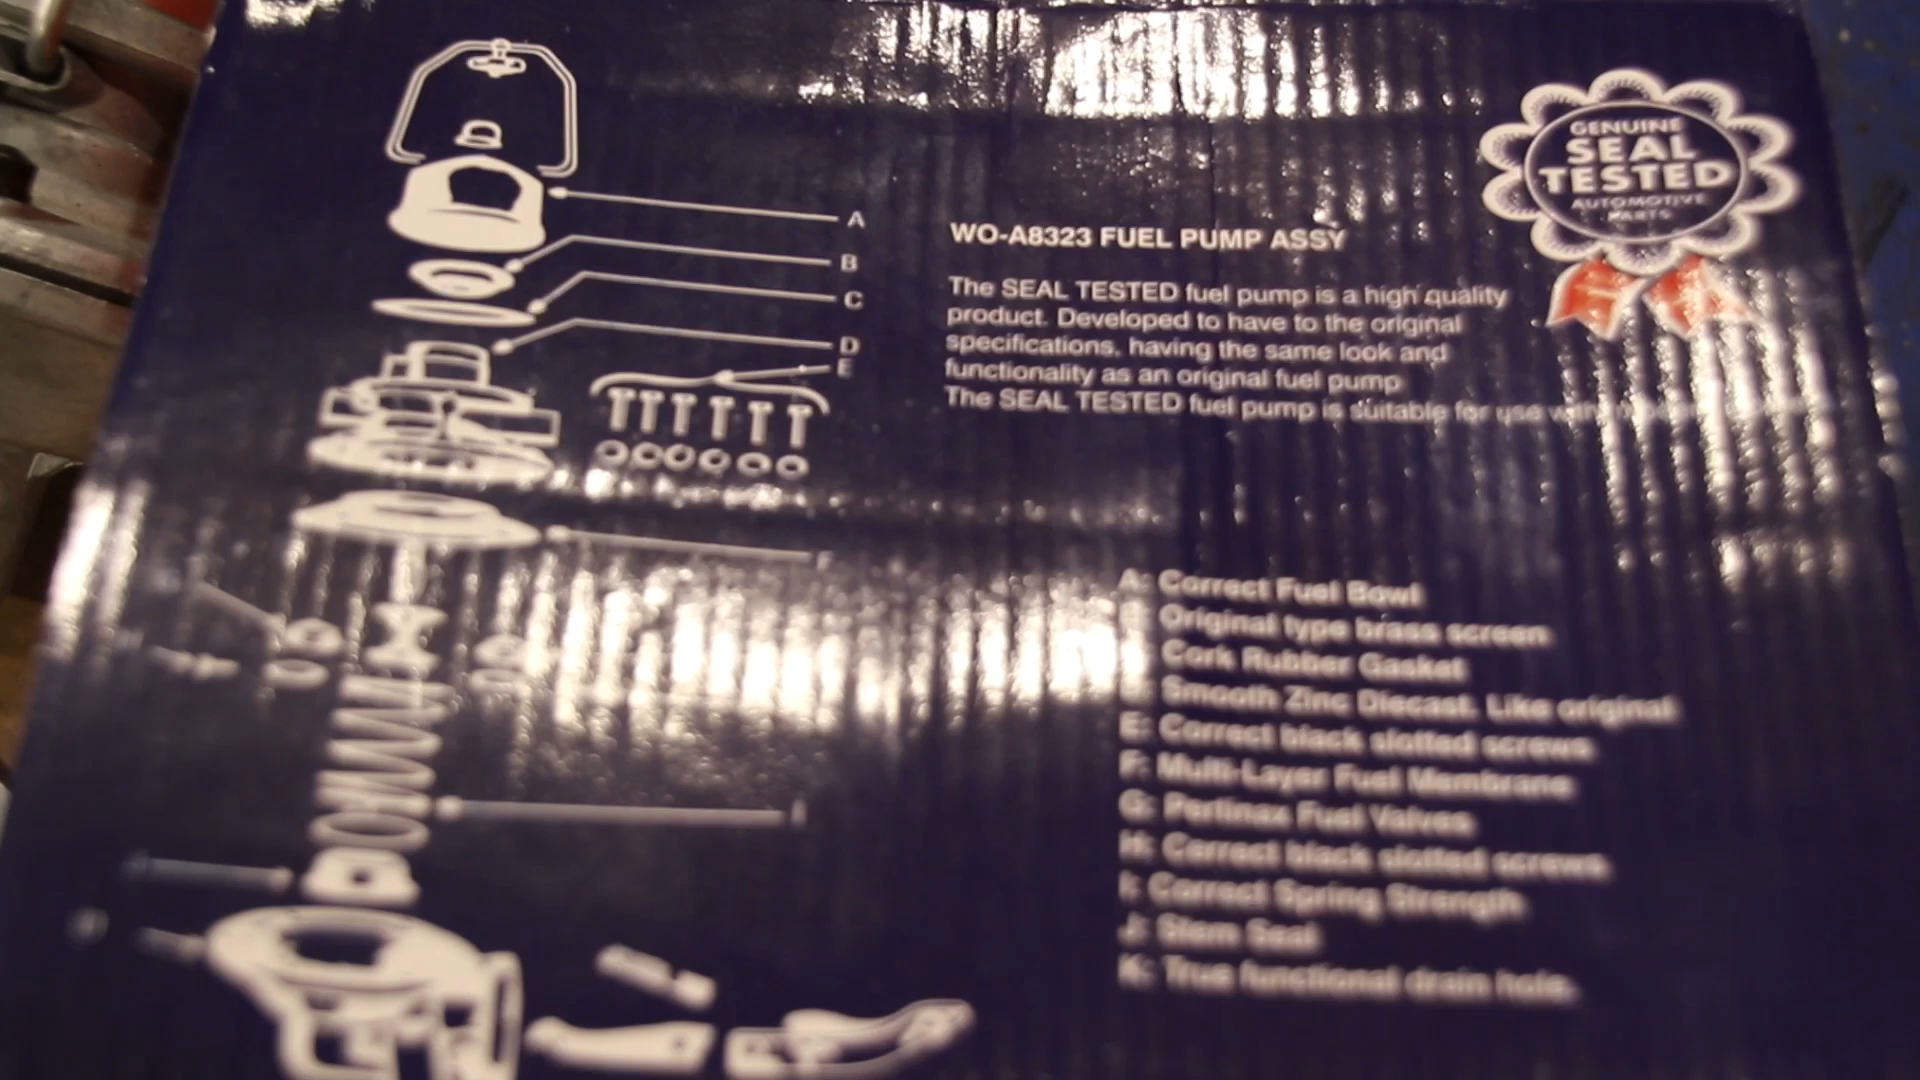 GENUINE
SEAL
TESTED
AUTOMOTIVE
PARTS
A
B
C
D
E
WO-A8323 FUEL PUMP ASSY
The SEAL TESTED fuel pump is a high quality
product. Developed to have to the original
specifications, having the same look and
functionality as an original fuel pump
The SEAL TESTED fuel pump is suitable for use with
A: Correct Fuel Bowl
Original type brass screen
Cork Rubber Gasket
Smooth Zinc Diecast. Like original
E: Correct black slotted screws
F: Multi-Layer Fuel Membrane
G: Pertinax Fuel Valves
H: Correct black slotted screws
I: Correct Spring Strength
J: Stem Seal
K: True functional drain hole.